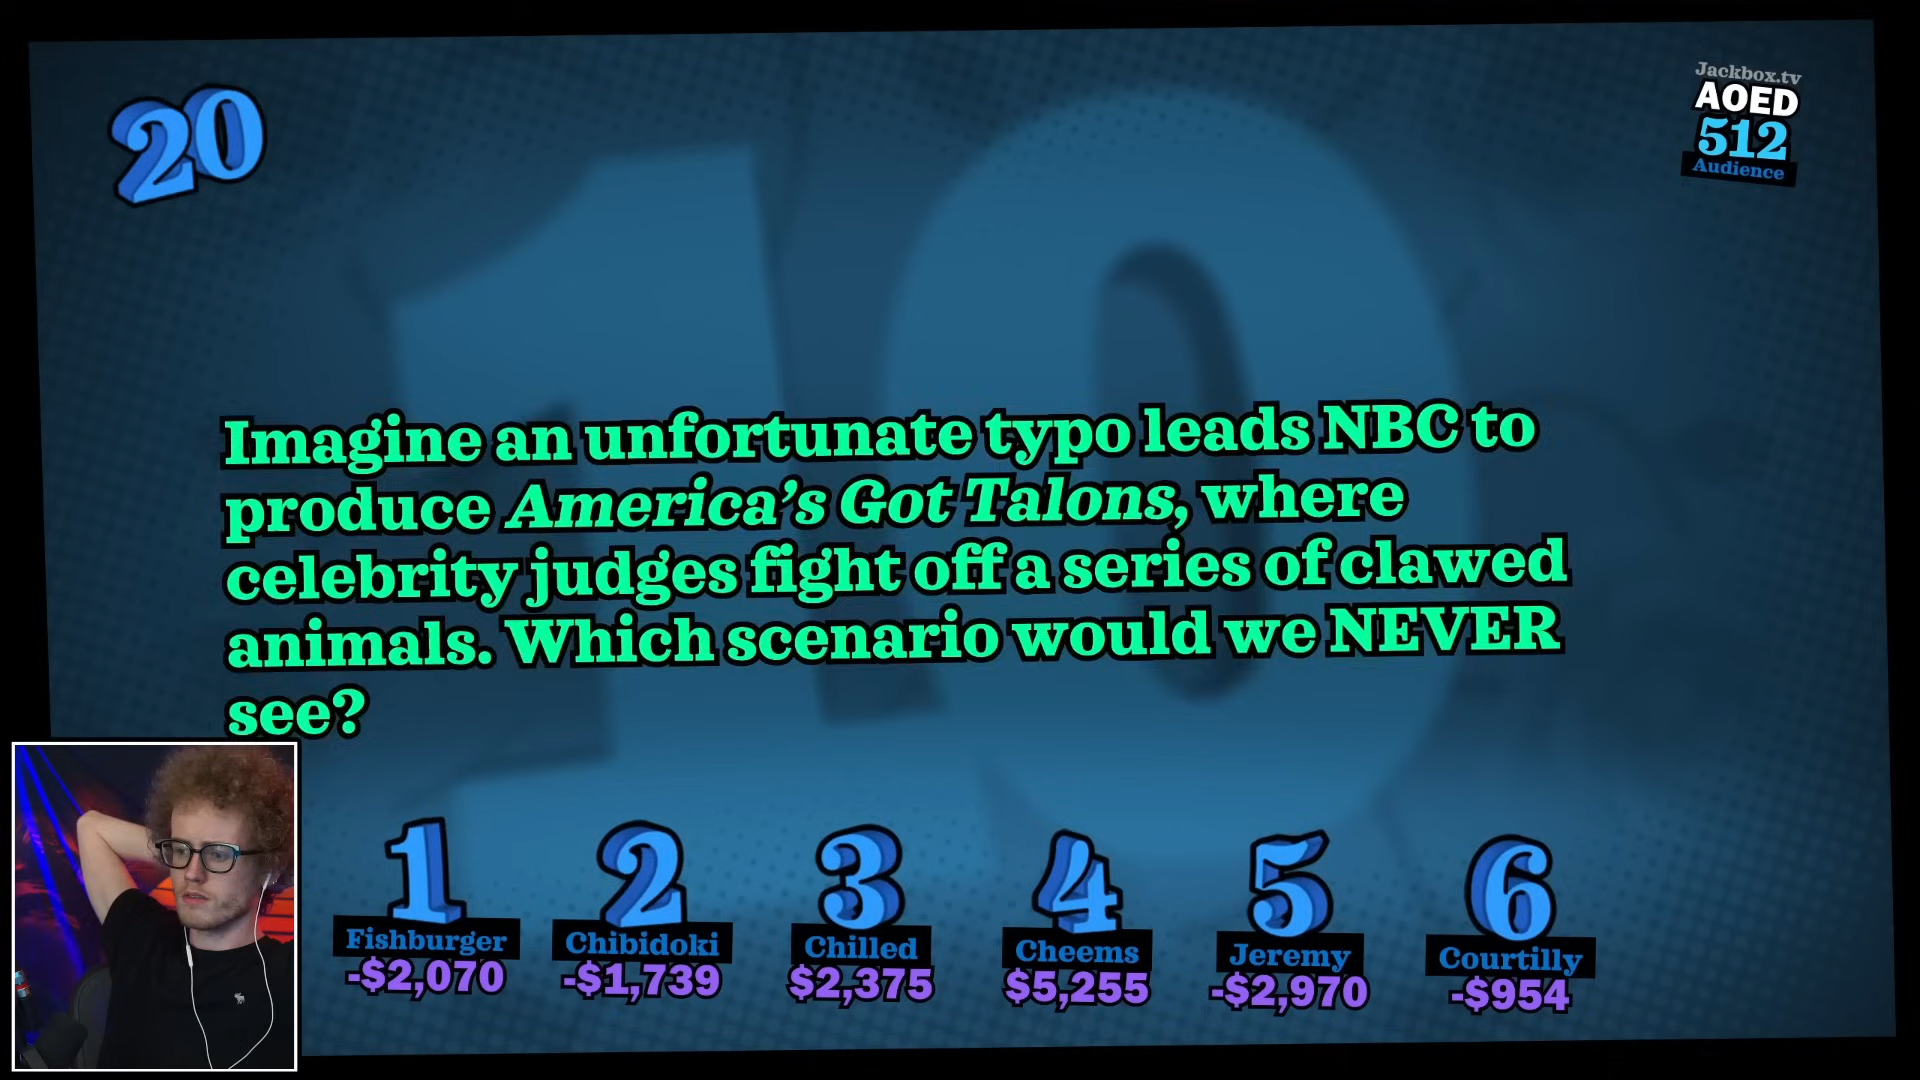 20
Jackbox.tv
AOED
512
Audience
10
Imagine an unfortunate typo leads NBC to
produce America's Got Talons, where
celebrity judges fight off a series of clawed
animals. Which scenario would we NEVER
see?
1 2 3 4 5 6
Fishburger Chibidoki Chilled Cheems Jeremy Courtilly
-$2,070 -$1,739 $2,375 $5,255 -$2,970 -$954